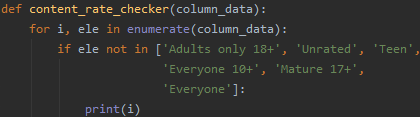 def content_rate_checker(column_data):
    for i, ele in enumerate(column_data):
        if ele not in ['Adults only 18+', 'Unrated', 'Teen',
                       'Everyone 10+', 'Mature 17+',
                       'Everyone']:
            print(i)